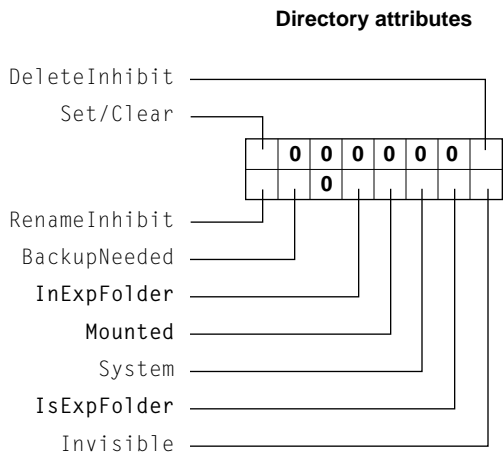 Directory attributes
DeleteInhibit
Set/Clear
0 0 0 0 0 0
0
RenameInhibit
BackupNeeded
InExpFolder
Mounted
System
IsExpFolder
Invisible